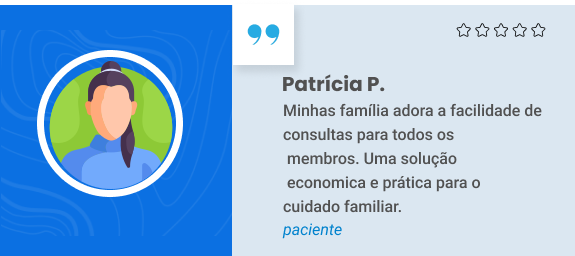 Patrícia P.
Minhas família adora a facilidade de
consultas para todos os
membros. Uma solução
economica e prática para o
cuidado familiar.
paciente